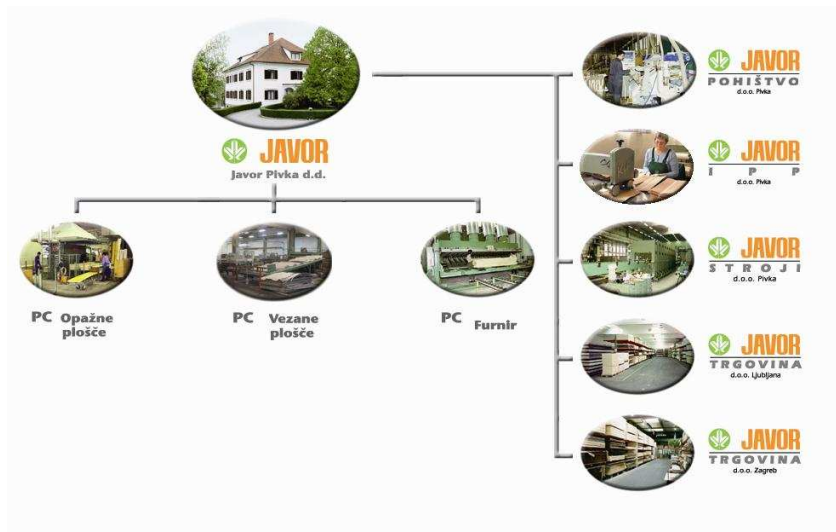 JAVOR
Javor Pivka d.d.
PC Opažne
plošče
PC Vezane
plošče
PC Furnir
JAVOR
POHIŠTVO
d.o.o. Pivka
JAVOR
I P P
d.o.o. Pivka
JAVOR
STROJI
d.o.o. Pivka
JAVOR
TRGOVINA
d.o.o. Ljubljana
JAVOR
TRGOVINA
d.o.o. Zagreb